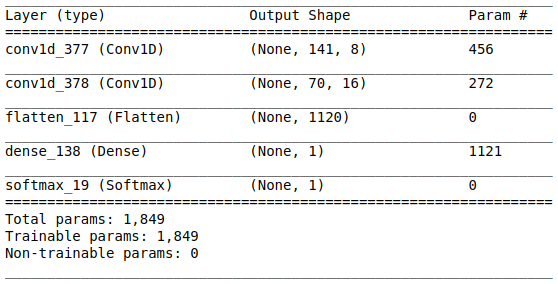 Layer (type) Output Shape Param #
conv1d_377 (Conv1D) (None, 141, 8) 456
conv1d_378 (Conv1D) (None, 70, 16) 272
flatten_117 (Flatten) (None, 1120) 0
dense_138 (Dense) (None, 1) 1121
softmax_19 (Softmax) (None, 1) 0
Total params: 1,849
Trainable params: 1,849
Non-trainable params: 0